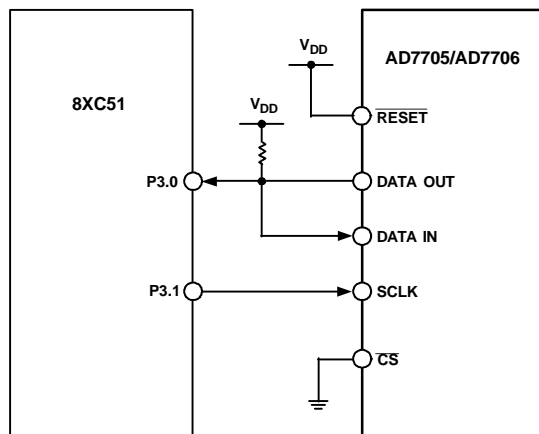 V_DD
AD7705/AD7706
8XC51
V_DD
RESET
P3.0
DATA OUT
DATA IN
P3.1
SCLK
CS